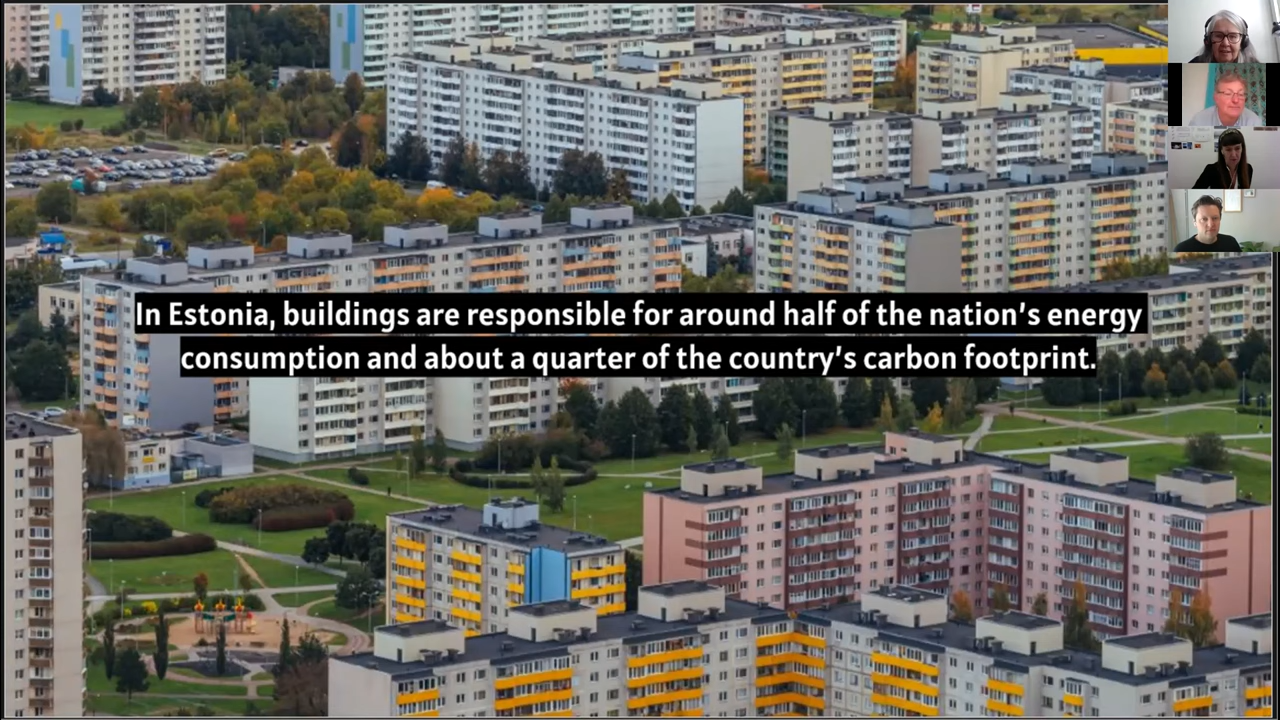 In Estonia, buildings are responsible for around half of the nation's energy
consumption and about a quarter of the country's carbon footprint.